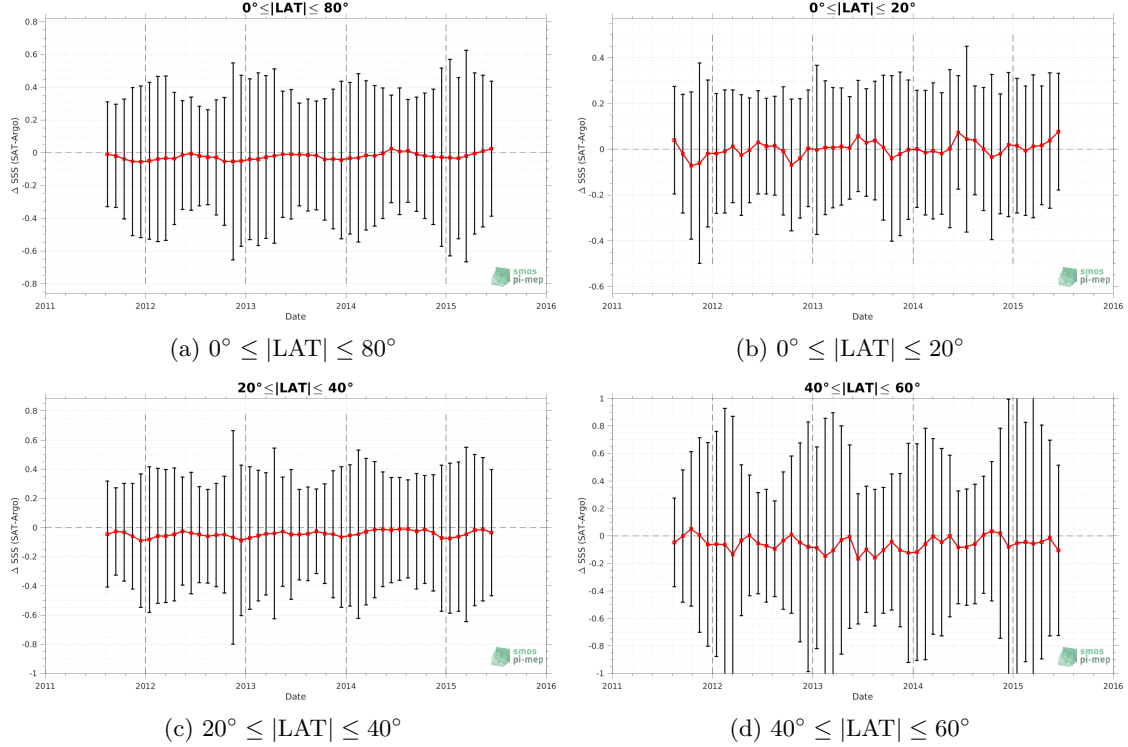 0°≤|LAT|≤ 80°
0.8
0.6
0.4
0.2
0
-0.2
-0.4
-0.6
-0.8
Δ SSS (SAT-Argo)
2011
2012
2013
2014
2015
2016
Date
smos
pi-mep
(a) 0° ≤ |LAT| ≤ 80°
0°≤|LAT|≤ 20°
0.4
0.2
0
-0.2
-0.4
-0.6
Δ SSS (SAT-Argo)
2011
2012
2013
2014
2015
2016
Date
smos
pi-mep
(b) 0° ≤ |LAT| ≤ 20°
20°≤|LAT|≤ 40°
0.8
0.6
0.4
0.2
0
-0.2
-0.4
-0.6
-0.8
-1
Δ SSS (SAT-Argo)
2011
2012
2013
2014
2015
2016
Date
smos
pi-mep
(c) 20° ≤ |LAT| ≤ 40°
40°≤|LAT|≤ 60°
1
0.8
0.6
0.4
0.2
0
-0.2
-0.4
-0.6
-0.8
-1
Δ SSS (SAT-Argo)
2011
2012
2013
2014
2015
2016
Date
smos
pi-mep
(d) 40° ≤ |LAT| ≤ 60°